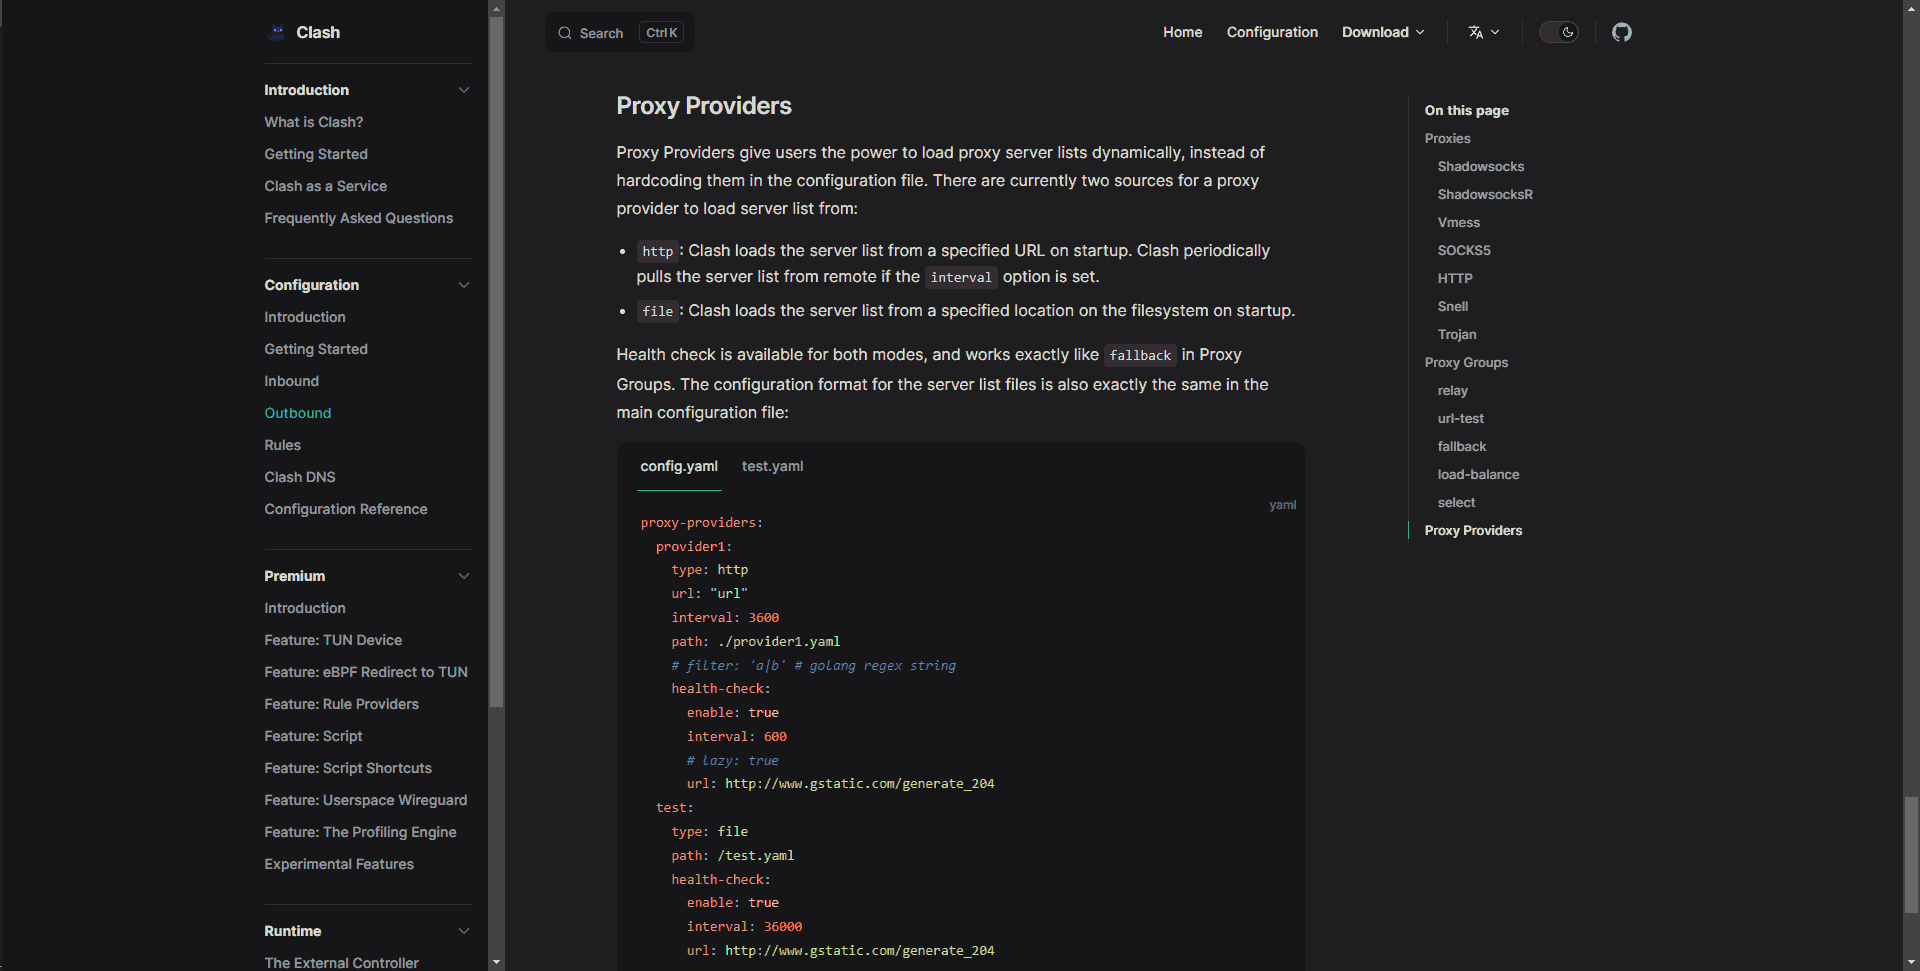 Clash
Search
Ctrl K
Home
Configuration
Download
Introduction
What is Clash?
Getting Started
Clash as a Service
Frequently Asked Questions
Configuration
Introduction
Getting Started
Inbound
Outbound
Rules
Clash DNS
Configuration Reference
Premium
Introduction
Feature: TUN Device
Feature: eBPF Redirect to TUN
Feature: Rule Providers
Feature: Script
Feature: Script Shortcuts
Feature: Userspace Wireguard
Feature: The Profiling Engine
Experimental Features
Runtime
The External Controller
Proxy Providers
Proxy Providers give users the power to load proxy server lists dynamically, instead of
hardcoding them in the configuration file. There are currently two sources for a proxy
provider to load server list from:
• http: Clash loads the server list from a specified URL on startup. Clash periodically
pulls the server list from remote if the interval option is set.
• file: Clash loads the server list from a specified location on the filesystem on startup.
Health check is available for both modes, and works exactly like fallback in Proxy
Groups. The configuration format for the server list files is also exactly the same in the
main configuration file:
config.yaml
test.yaml
yaml
proxy-providers:
  provider1:
    type: http
    url: "url"
    interval: 3600
    path: ./provider1.yaml
    # filter: 'a|b' # golang regex string
    health-check:
      enable: true
      interval: 600
      # lazy: true
      url: http://www.gstatic.com/generate_204
  test:
    type: file
    path: /test.yaml
    health-check:
      enable: true
      interval: 36000
      url: http://www.gstatic.com/generate_204
On this page
Proxies
Shadowsocks
ShadowsocksR
Vmess
SOCKS5
HTTP
Snell
Trojan
Proxy Groups
relay
url-test
fallback
load-balance
select
Proxy Providers